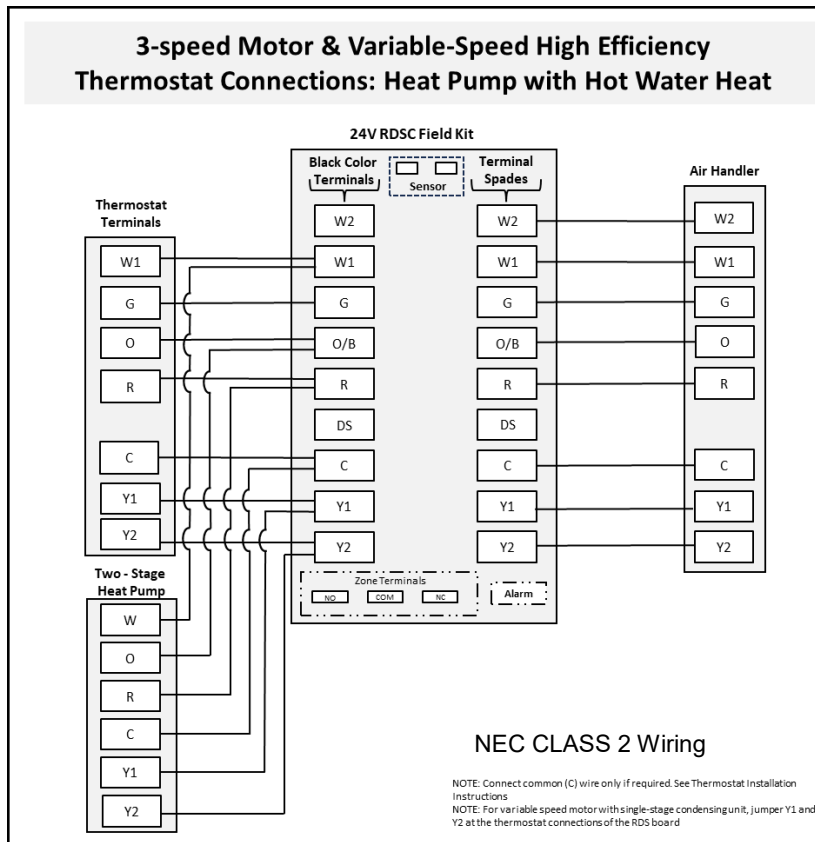 3-speed Motor & Variable-Speed High Efficiency
Thermostat Connections: Heat Pump with Hot Water Heat
24V RDSC Field Kit
Black Color
Terminals
Sensor
Terminal
Spades
Air Handler
Thermostat
Terminals
W1
G
O
R
C
Y1
Y2
W2
W1
G
O/B
R
DS
C
Y1
Y2
W2
W1
G
O/B
R
DS
C
Y1
Y2
W2
W1
G
O
R
C
Y1
Y2
Zone Terminals
NO
COM
NC
Alarm
Two - Stage
Heat Pump
W
O
R
C
Y1
Y2
NEC CLASS 2 Wiring
NOTE: Connect common (C) wire only if required. See Thermostat Installation
Instructions
NOTE: For variable speed motor with single-stage condensing unit, jumper Y1 and
Y2 at the thermostat connections of the RDS board